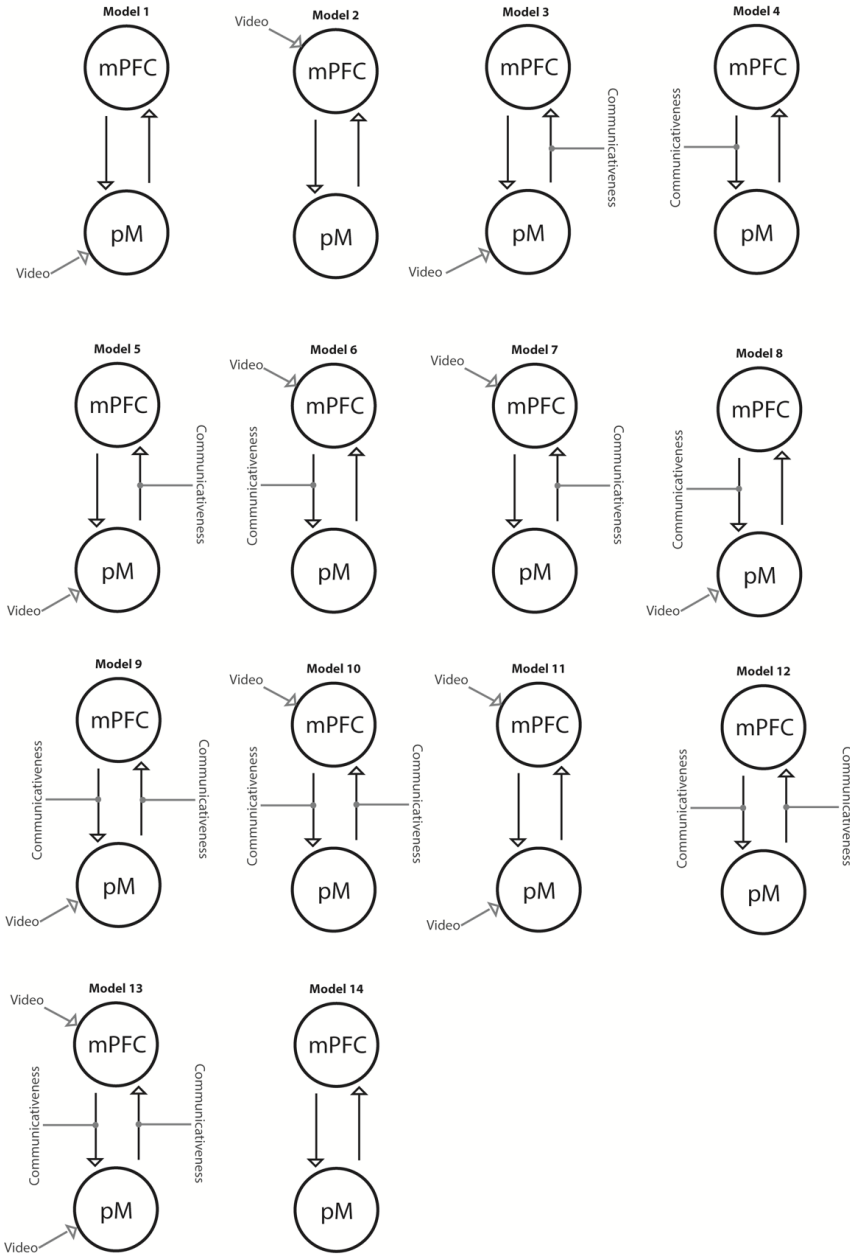 Model 1
mPFC
pM
Video
Model 2
Video
mPFC
pM
Model 3
mPFC
Communicativeness
pM
Video
Model 4
mPFC
Communicativeness
pM
Model 5
mPFC
Communicativeness
pM
Video
Model 6
Video
mPFC
Communicativeness
pM
Model 7
Video
mPFC
Communicativeness
pM
Model 8
mPFC
Communicativeness
pM
Video
Model 9
mPFC
Communicativeness
Communicativeness
pM
Video
Model 10
Video
mPFC
Communicativeness
Communicativeness
pM
Model 11
Video
mPFC
pM
Video
Model 12
mPFC
Communicativeness
Communicativeness
pM
Model 13
Video
mPFC
Communicativeness
Communicativeness
pM
Video
Model 14
mPFC
pM